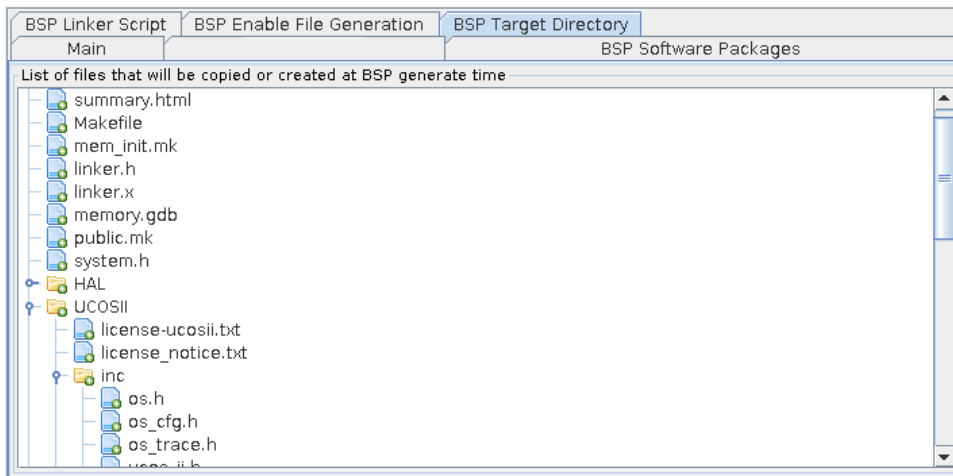 BSP Linker Script BSP Enable File Generation BSP Target Directory
Main BSP Software Packages
List of files that will be copied or created at BSP generate time
summary.html
Makefile
mem_init.mk
linker.h
linker.x
memory.gdb
public.mk
system.h
HAL
UCOSII
license-ucosii.txt
license_notice.txt
inc
os.h
os_cfg.h
os_trace.h